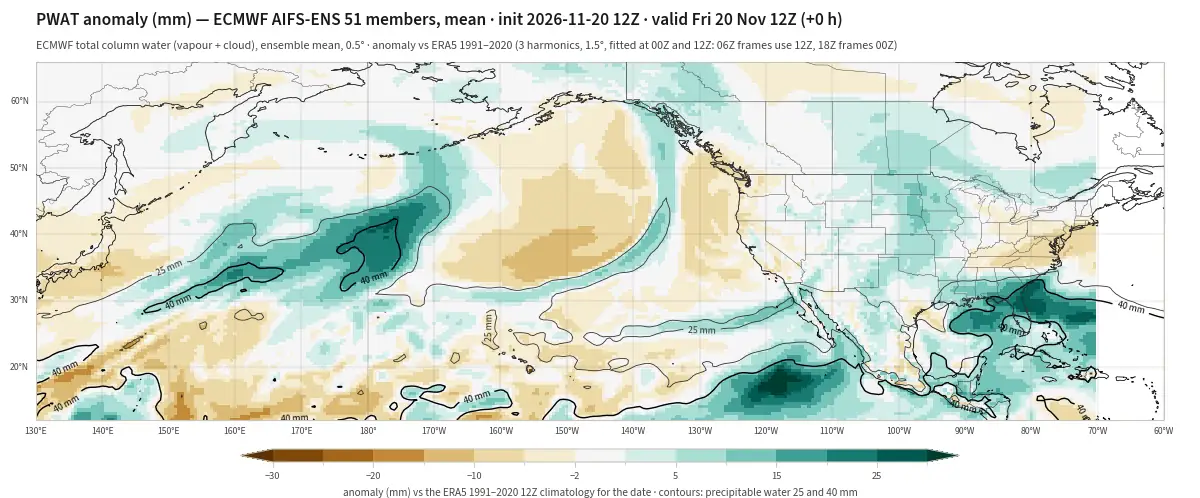 PWAT anomaly (mm) — ECMWF AIFS-ENS 51 members, mean · init 2026-11-20 12Z · valid Fri 20 Nov 12Z (+0 h)
ECMWF total column water (vapour + cloud), ensemble mean, 0.5° · anomaly vs ERA5 1991–2020 (3 harmonics, 1.5°, fitted at 00Z and 12Z: 06Z frames use 12Z, 18Z frames 00Z)
60°N
50°N
40°N
30°N
20°N
25 mm
40 mm
40 mm
25 mm
25 mm
40 mm
40 mm
40 mm
40 mm
40 mm
40 mm
40 mm
40
130°E 140°E 150°E 160°E 170°E 180° 170°W 160°W 150°W 140°W 130°W 120°W 110°W 100°W 90°W 80°W 70°W 60°W
−30 −20 −10 −2 5 15 25
anomaly (mm) vs the ERA5 1991–2020 12Z climatology for the date · contours: precipitable water 25 and 40 mm